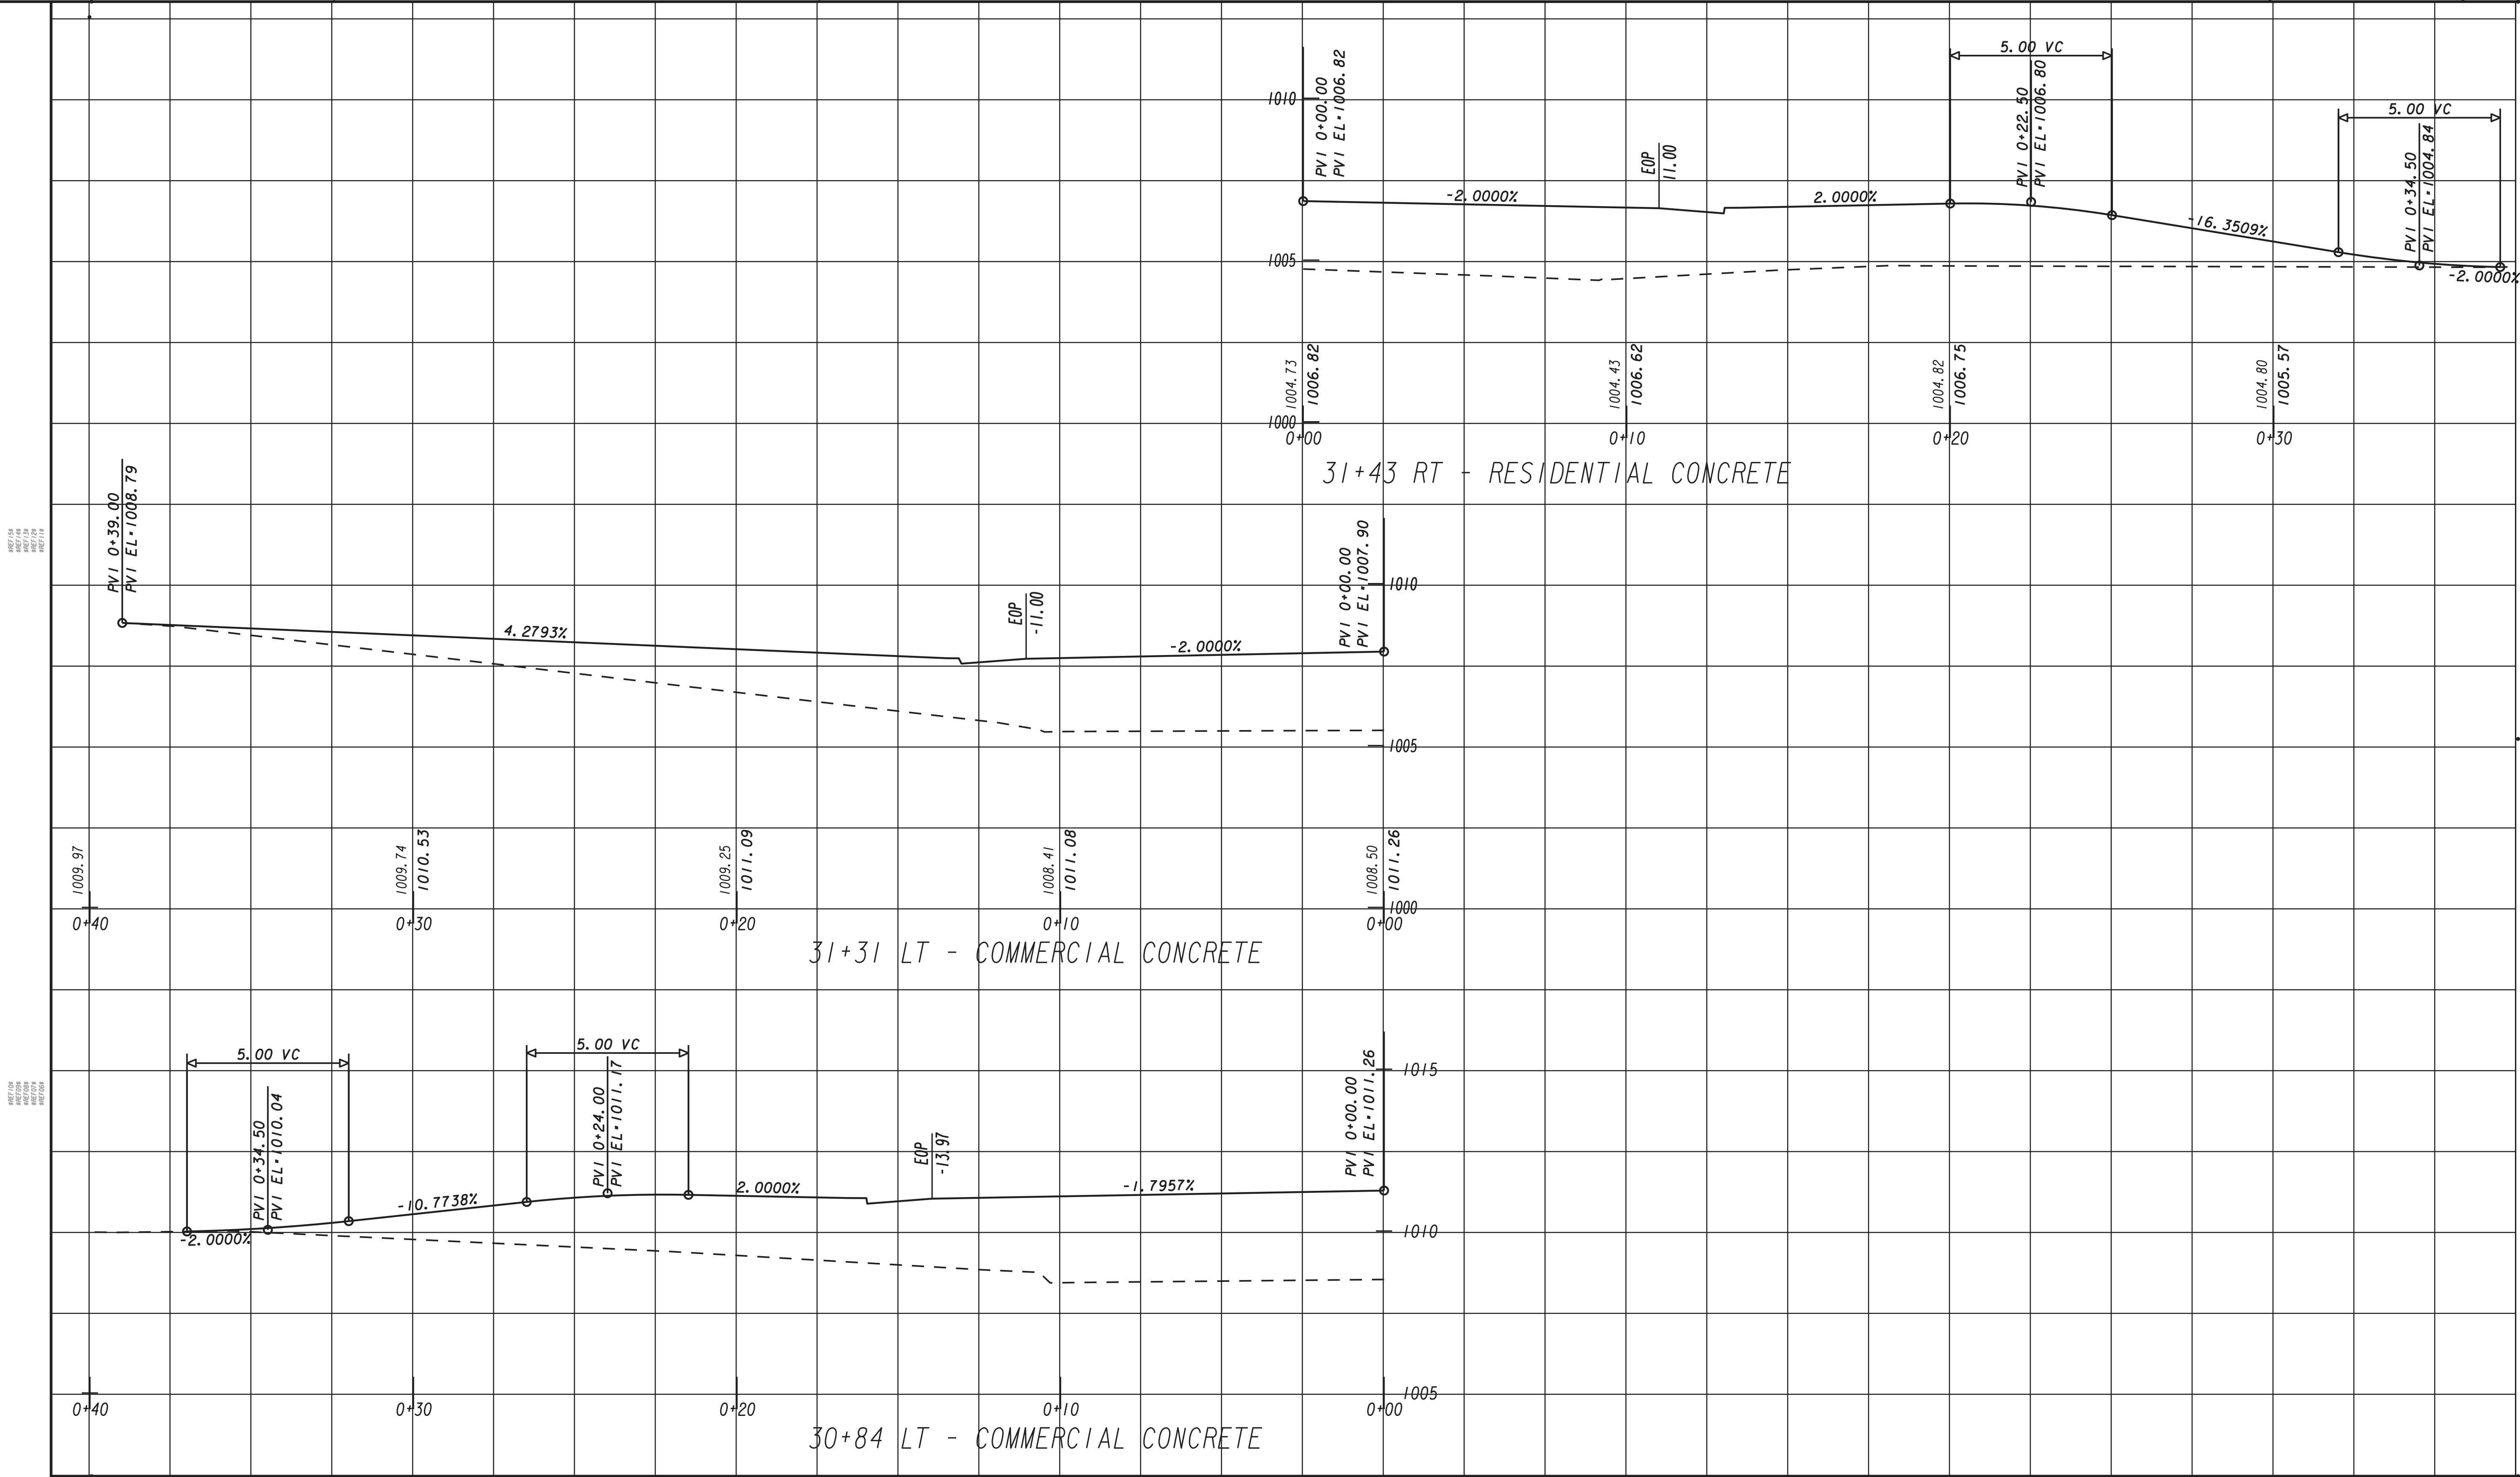 5.00 VC
PVI 0+00.00
PVI EL=1006.82
PVI 0+22.50
PVI EL=1006.80
5.00 VC
PVI 0+34.50
PVI EL=1004.84
1010
EOP
11.00
-2.0000%
2.0000%
-16.3509%
1005
-2.0000%
1004.73
1006.82
1004.43
1006.62
1004.82
1006.75
1004.80
1005.57
1000
0+00
0+10
0+20
0+30
31+43 RT - RESIDENTIAL CONCRETE
PVI 0+39.00
PVI EL=1008.79
#REF15#
#REF14#
#REF13#
#REF12#
#REF11#
PVI 0+00.00
PVI EL=1007.90
1010
EOP
-11.00
4.2793%
-2.0000%
1005
1009.97
1009.74
1010.53
1009.25
1011.09
1008.41
1011.08
1008.50
1011.26
1000
0+40
0+30
0+20
0+10
0+00
31+31 LT - COMMERCIAL CONCRETE
5.00 VC
5.00 VC
#REF10#
#REF09#
#REF08#
#REF07#
#REF06#
PVI 0+34.50
PVI EL=1010.04
PVI 0+24.00
PVI EL=1011.17
PVI 0+00.00
PVI EL=1011.26
1015
EOP
-13.97
-10.7738%
2.0000%
-1.7957%
-2.0000%
1010
1005
0+40
0+30
0+20
0+10
0+00
30+84 LT - COMMERCIAL CONCRETE